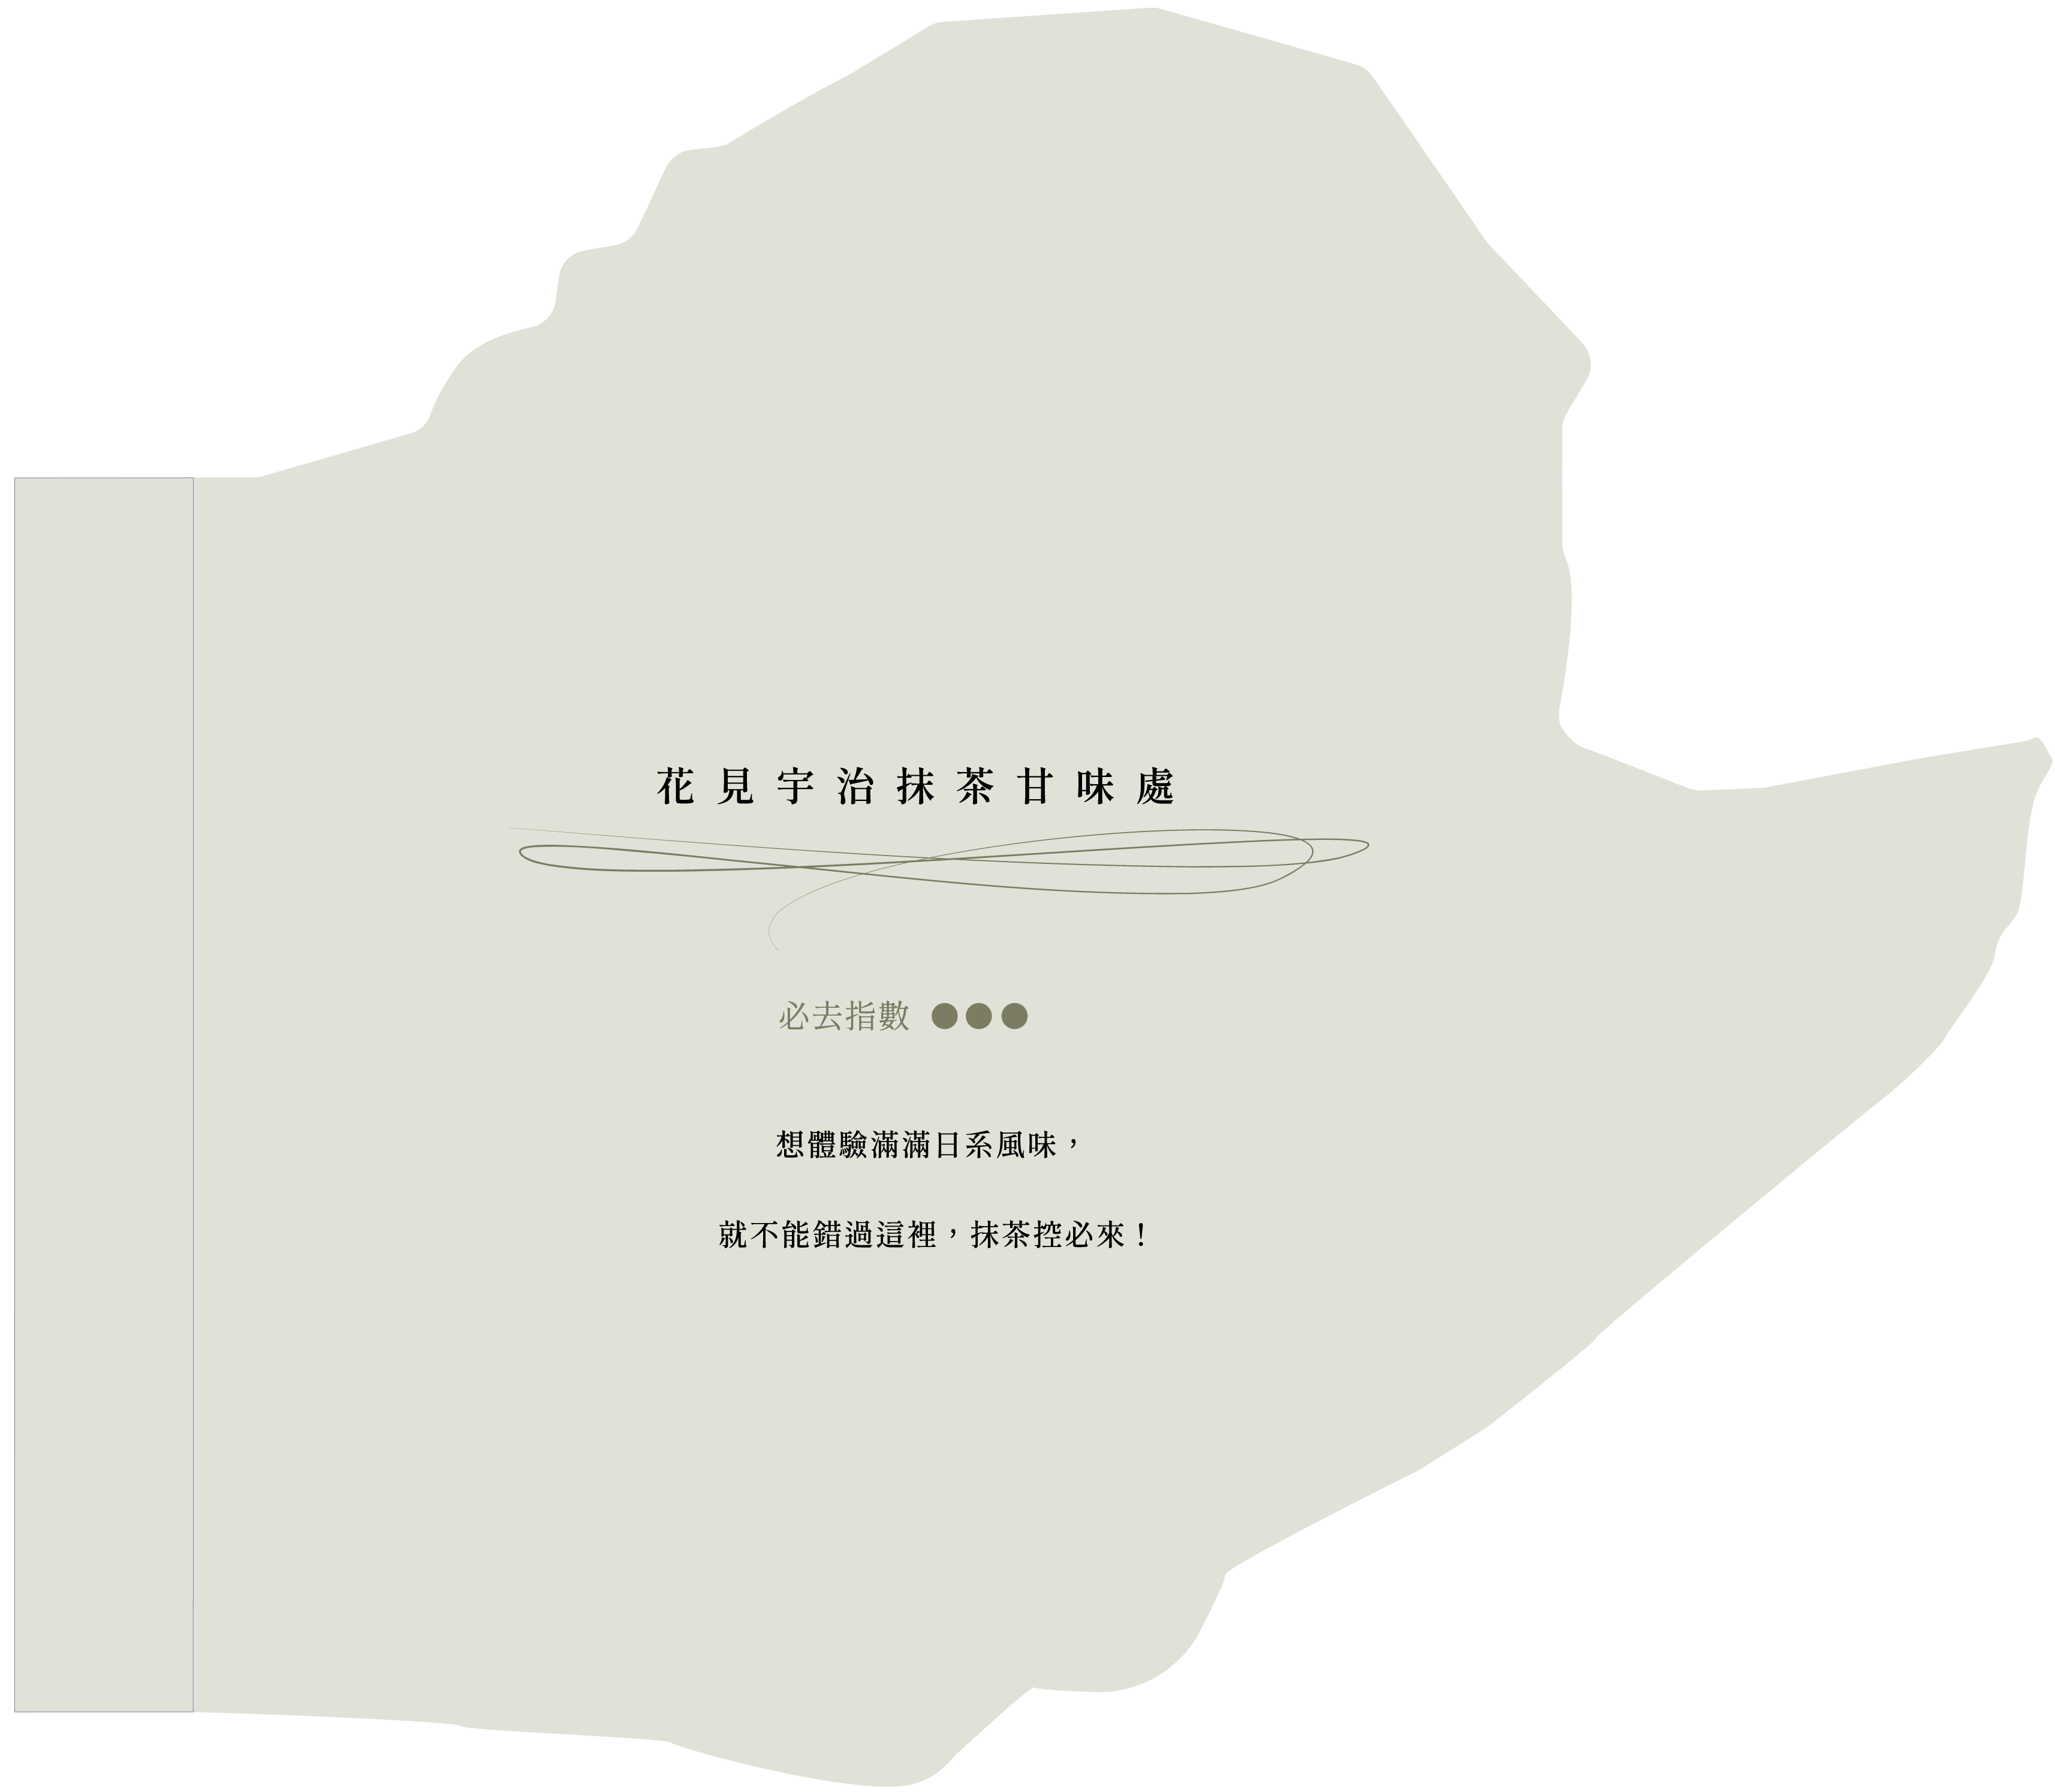 花見宇治抹茶甘味處
必去指數 ●●●
想體驗滿滿日系風味，
就不能錯過這裡，抹茶控必來！